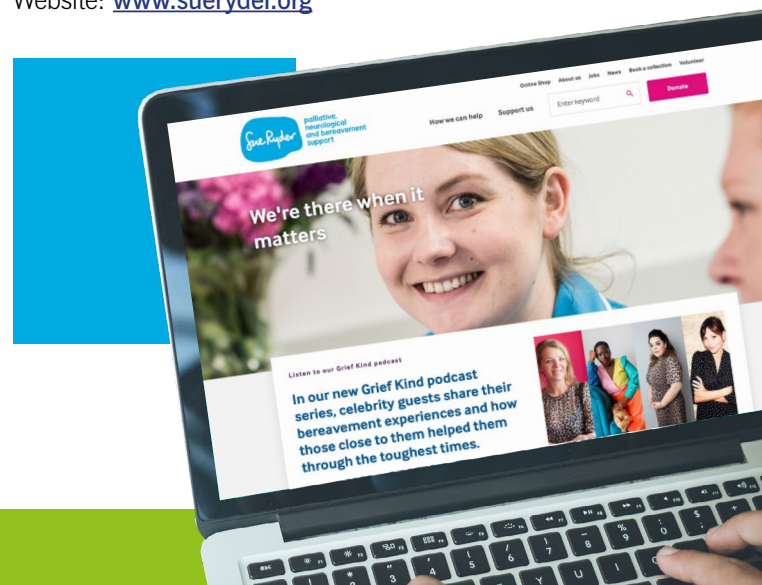 Website: www.sueryder.org
Online Shop About us Jobs News Book a collection Volunteer
Sue Ryder
palliative,
neurological
and bereavement
support
How we can help Support us Enter keyword Donate
We're there when it
matters
Listen to our Grief Kind podcast
In our new Grief Kind podcast
series, celebrity guests share their
bereavement experiences and how
those close to them helped them
through the toughest times.
esc